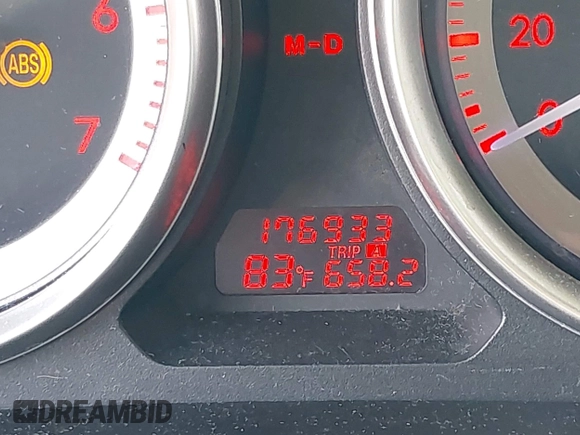 6
ABS
M-D
20
7
0
176933
TRIP A
83°F 658.2
DREAMBID